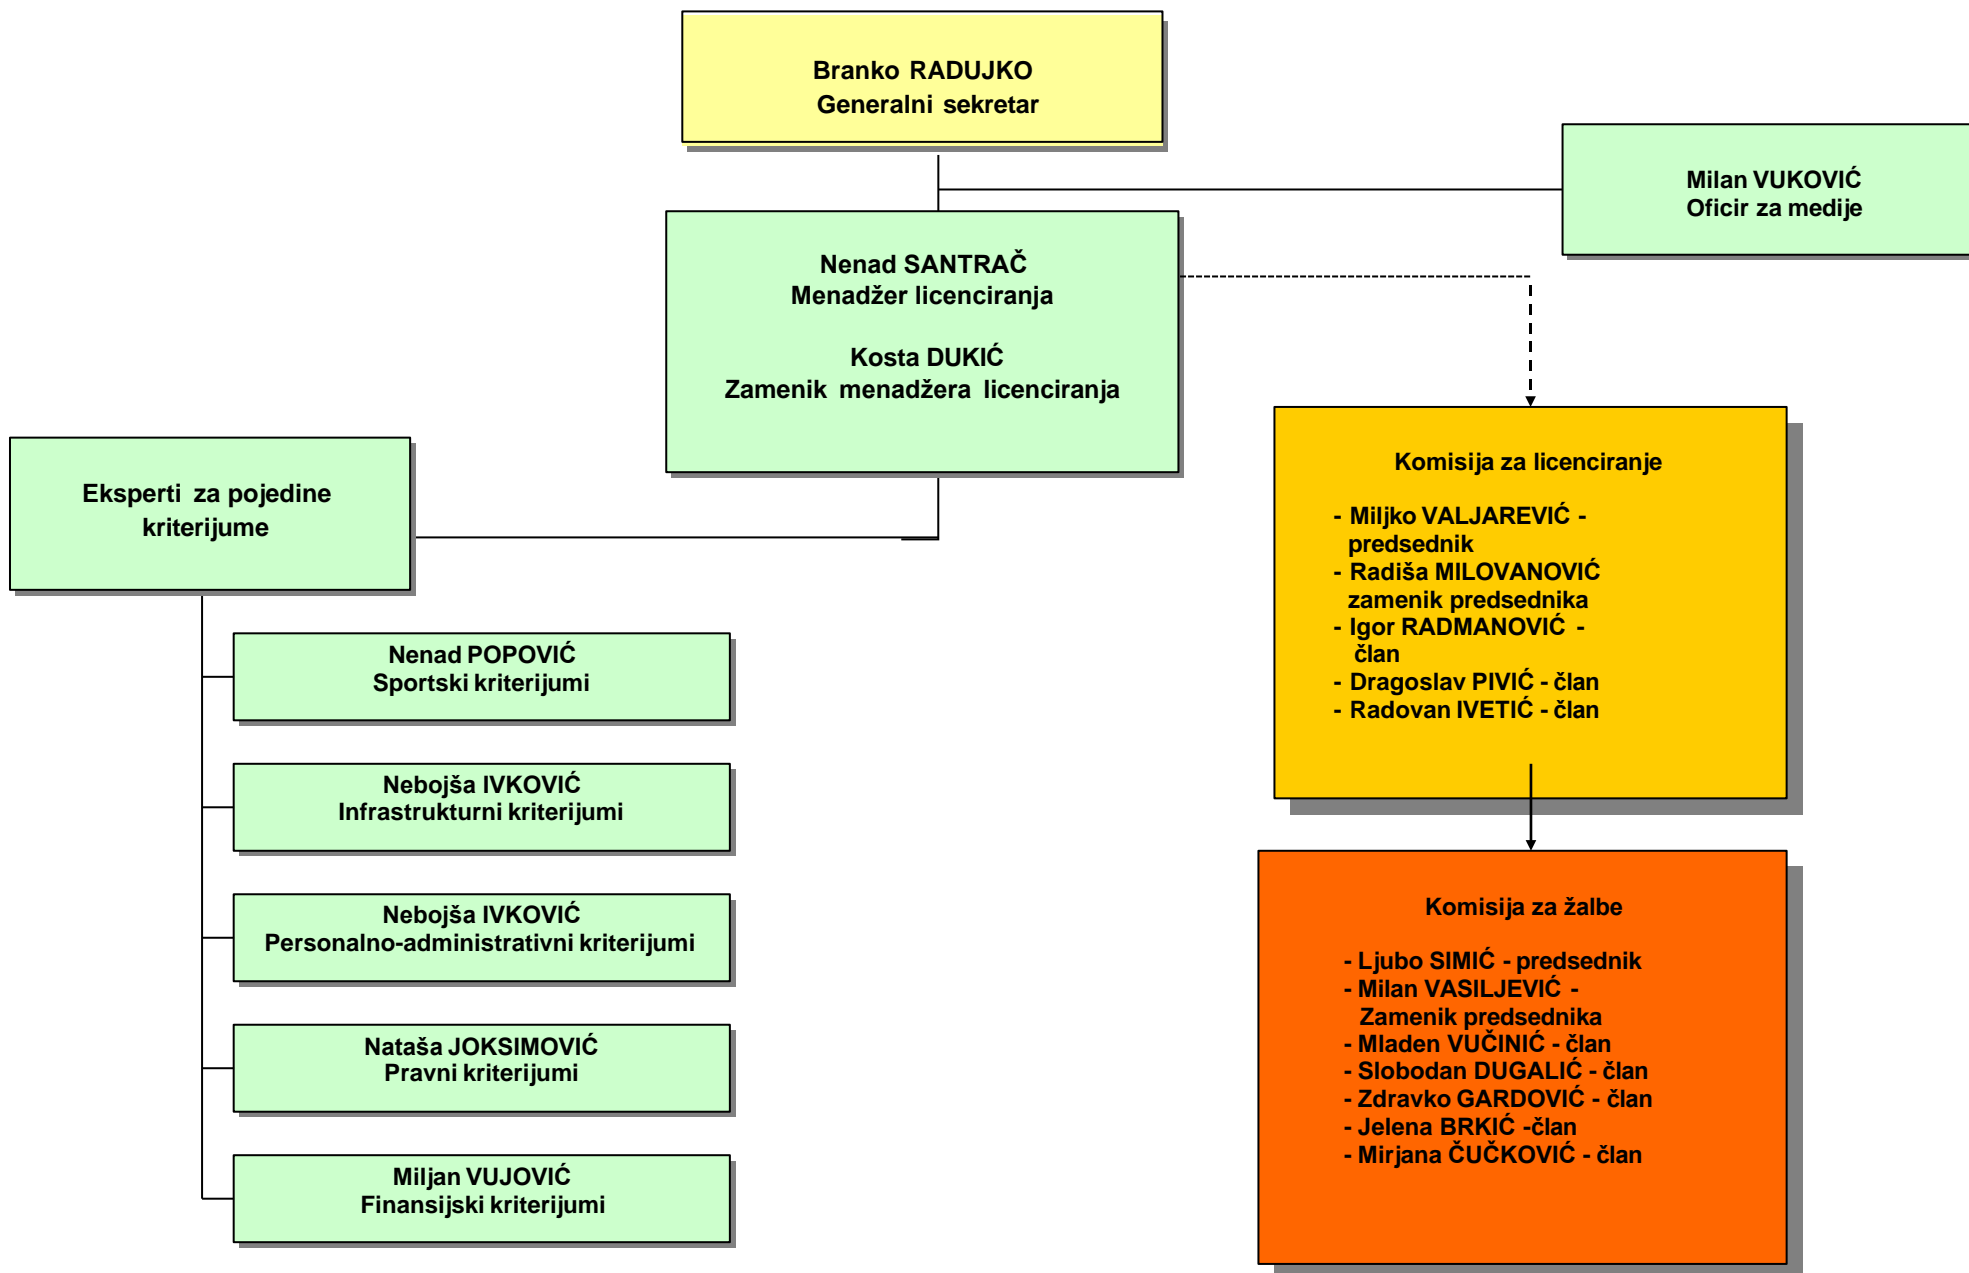 Branko RADUJKO
Generalni sekretar
Milan VUKOVIĆ
Oficir za medije
Nenad SANTRAČ
Menadžer licenciranja
Kosta DUKIĆ
Zamenik menadžera licenciranja
Eksperti za pojedine
kriterijume
Nenad POPOVIĆ
Sportski kriterijumi
Nebojša IVKOVIĆ
Infrastrukturni kriterijumi
Nebojša IVKOVIĆ
Personalno-administrativni kriterijumi
Nataša JOKSIMOVIĆ
Pravni kriterijumi
Miljan VUJOVIĆ
Finansijski kriterijumi
Komisija za licenciranje
- Miljko VALJAREVIĆ -
predsednik
- Radiša MILOVANOVIĆ
zamenik predsednika
- Igor RADMANOVIĆ -
član
- Dragoslav PIVIĆ - član
- Radovan IVETIĆ - član
Komisija za žalbe
- Ljubo SIMIĆ - predsednik
- Milan VASILJEVIĆ -
Zamenik predsednika
- Mladen VUČINIĆ - član
- Slobodan DUGALIĆ - član
- Zdravko GARDOVIĆ - član
- Jelena BRKIĆ -član
- Mirjana ČUČKOVIĆ - član